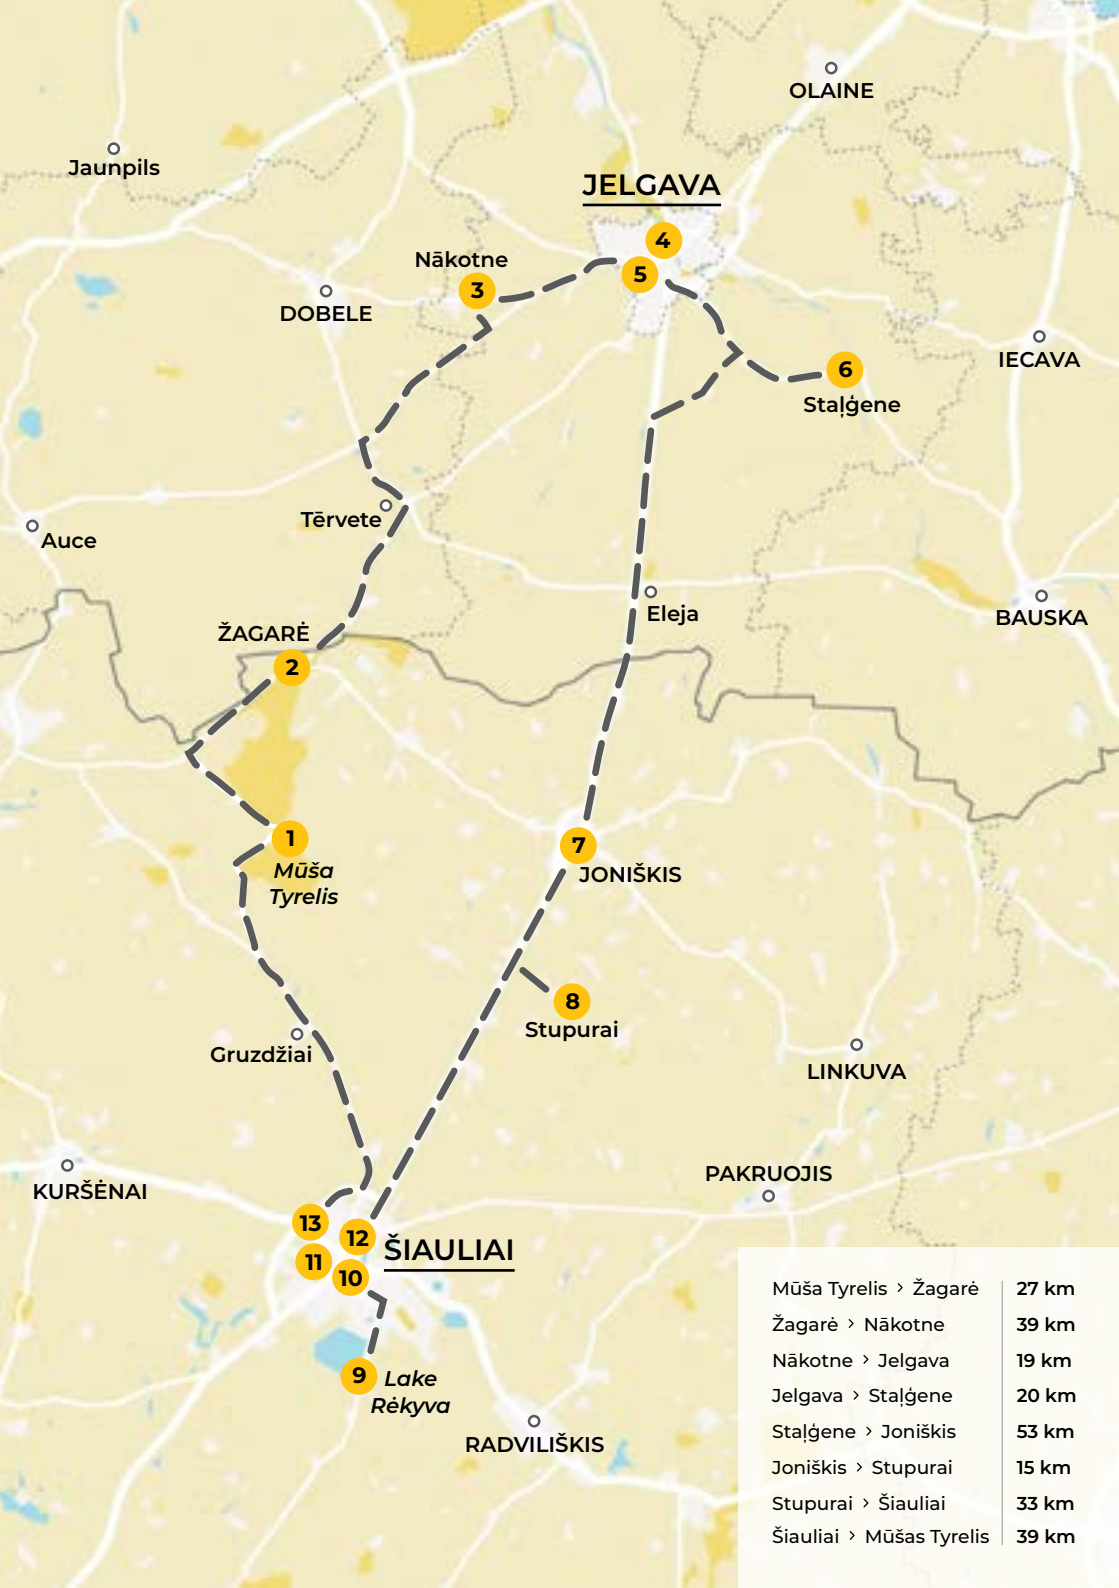 OLAINE
Jaunpils
JELGAVA
4
Nākotne
5
3
DOBELE
IECAVA
6
Staļģene
Tērvete
Auce
Eleja
BAUSKA
ŽAGARĖ
2
1
Mūša
Tyrelis
7
JONIŠKIS
8
Stupurai
Gruzdžiai
LINKUVA
KURŠĖNAI
PAKRUOJIS
13
12
ŠIAULIAI
11
10
9
Lake
Rėkyva
RADVILIŠKIS
Mūša Tyrelis > Žagarė 27 km
Žagarė > Nākotne 39 km
Nākotne > Jelgava 19 km
Jelgava > Staļģene 20 km
Staļģene > Joniškis 53 km
Joniškis > Stupurai 15 km
Stupurai > Šiauliai 33 km
Šiauliai > Mūšas Tyrelis 39 km